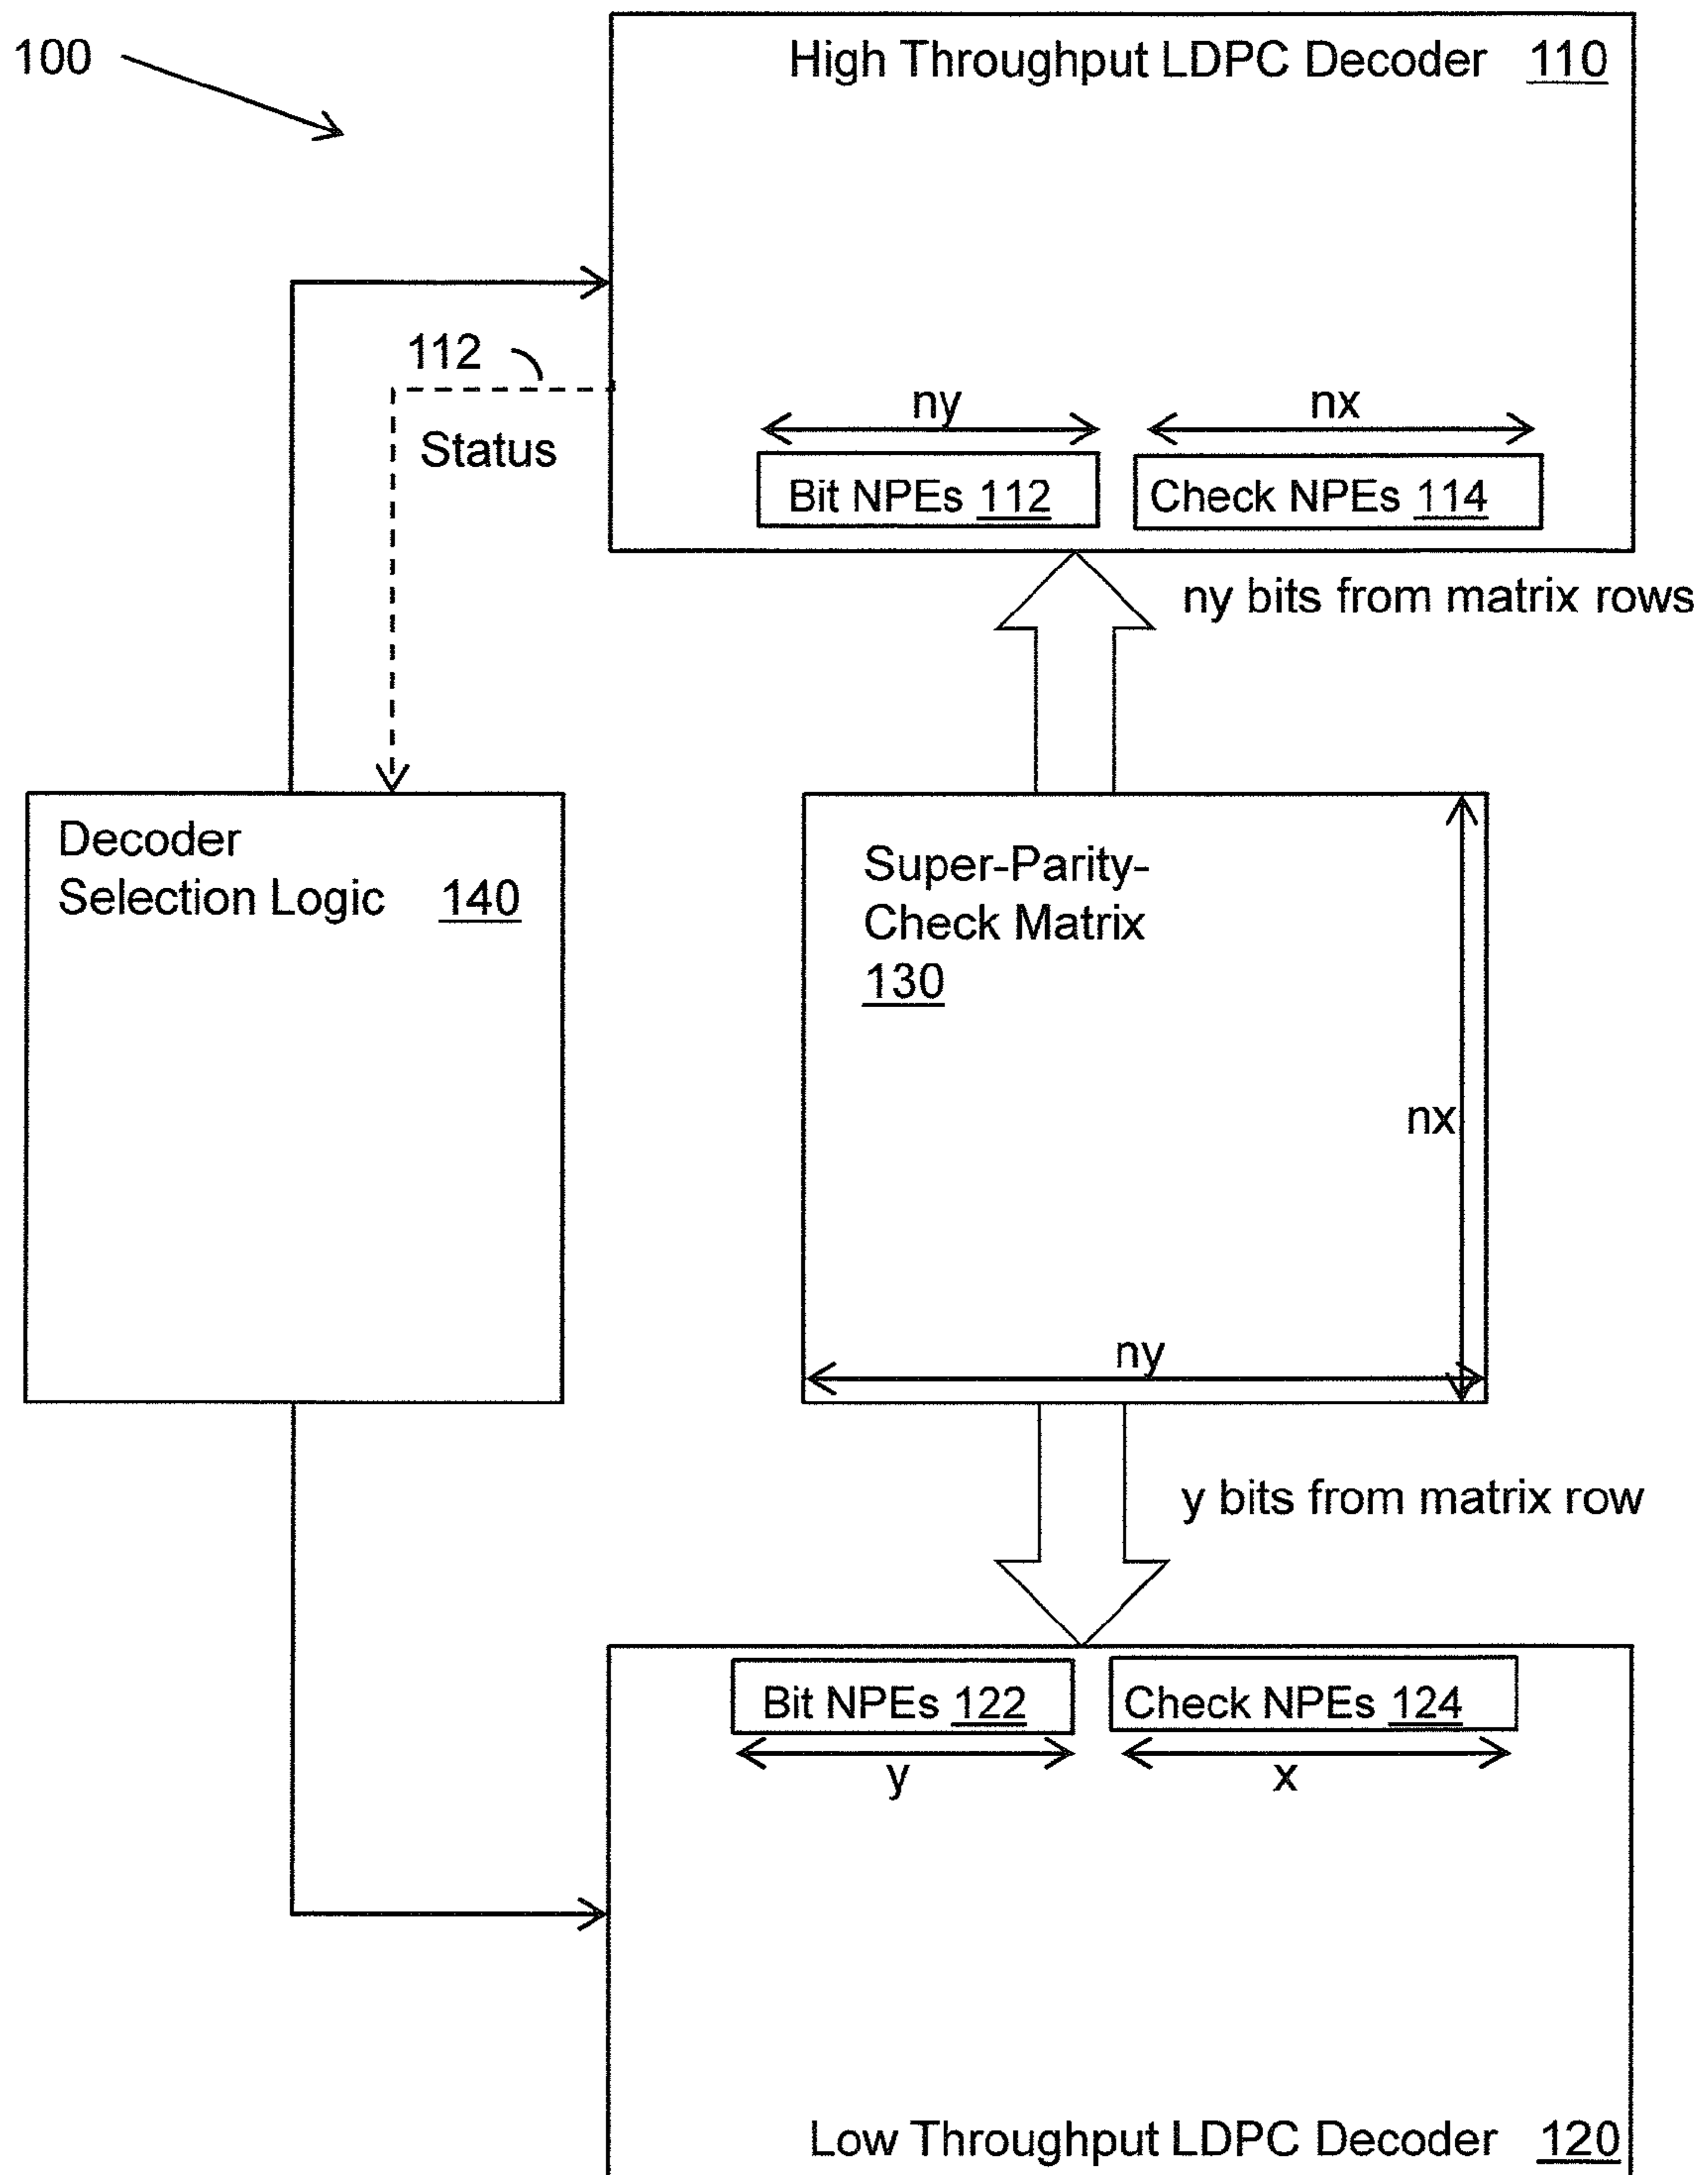 100
High Throughput LDPC Decoder 110
112
Status
ny
nx
Bit NPEs 112
Check NPEs 114
ny bits from matrix rows
Decoder
Selection Logic 140
Super-Parity-
Check Matrix
130
nx
ny
y bits from matrix row
Bit NPEs 122
Check NPEs 124
y
x
Low Throughput LDPC Decoder 120